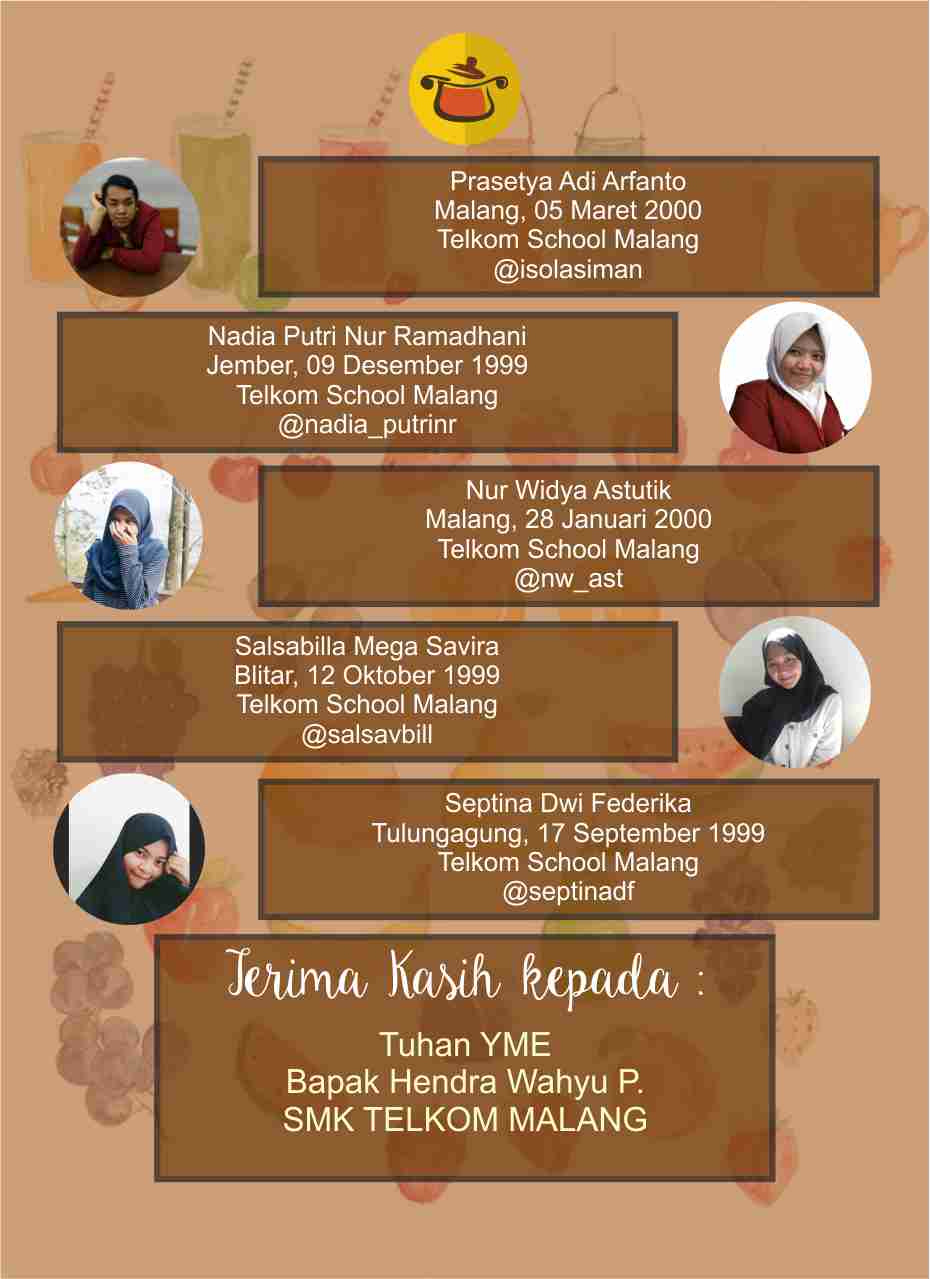 Prasetya Adi Arfanto
Malang, 05 Maret 2000
Telkom School Malang
@isolasiman
Nadia Putri Nur Ramadhani
Jember, 09 Desember 1999
Telkom School Malang
@nadia_putrinr
Nur Widya Astutik
Malang, 28 Januari 2000
Telkom School Malang
@nw_ast
Salsabilla Mega Savira
Blitar, 12 Oktober 1999
Telkom School Malang
@salsavbill
Septina Dwi Federika
Tulungagung, 17 September 1999
Telkom School Malang
@septinadf
Terima Kasih kepada :
Tuhan YME
Bapak Hendra Wahyu P.
SMK TELKOM MALANG